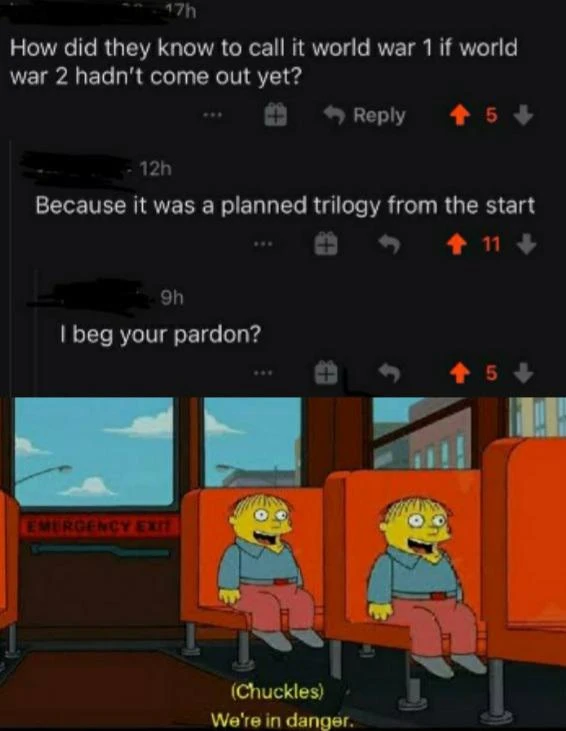 17h
How did they know to call it world war 1 if world
war 2 hadn't come out yet?
... Reply 5
12h
Because it was a planned trilogy from the start
... 11
9h
I beg your pardon?
... 5
EMERGENCY EXIT
(Chuckles)
We're in danger.